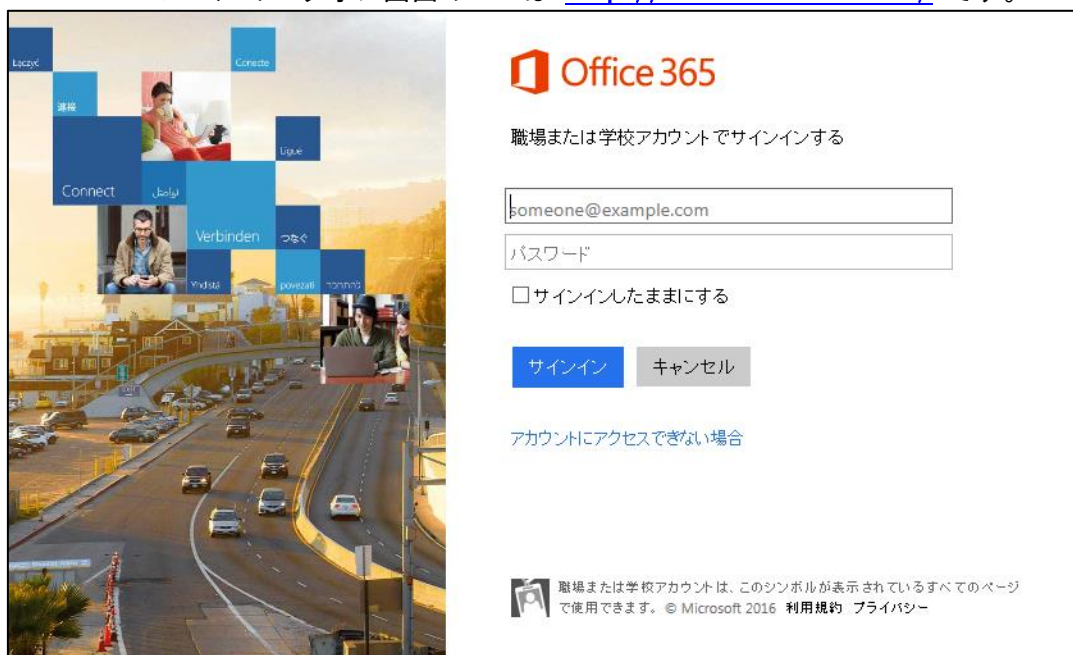 Łączyć
Conecte
連接
Ligue
Connect
تواصل
Verbinden
つなぐ
Yhdistä
povezati
להתחבר
Office 365
職場または学校アカウントでサインインする
someone@example.com
パスワード
サインインしたままにする
サインイン キャンセル
アカウントにアクセスできない場合
職場または学校アカウントは、このシンボルが表示されているすべてのページ
で使用できます。© Microsoft 2016 利用規約 プライバシー